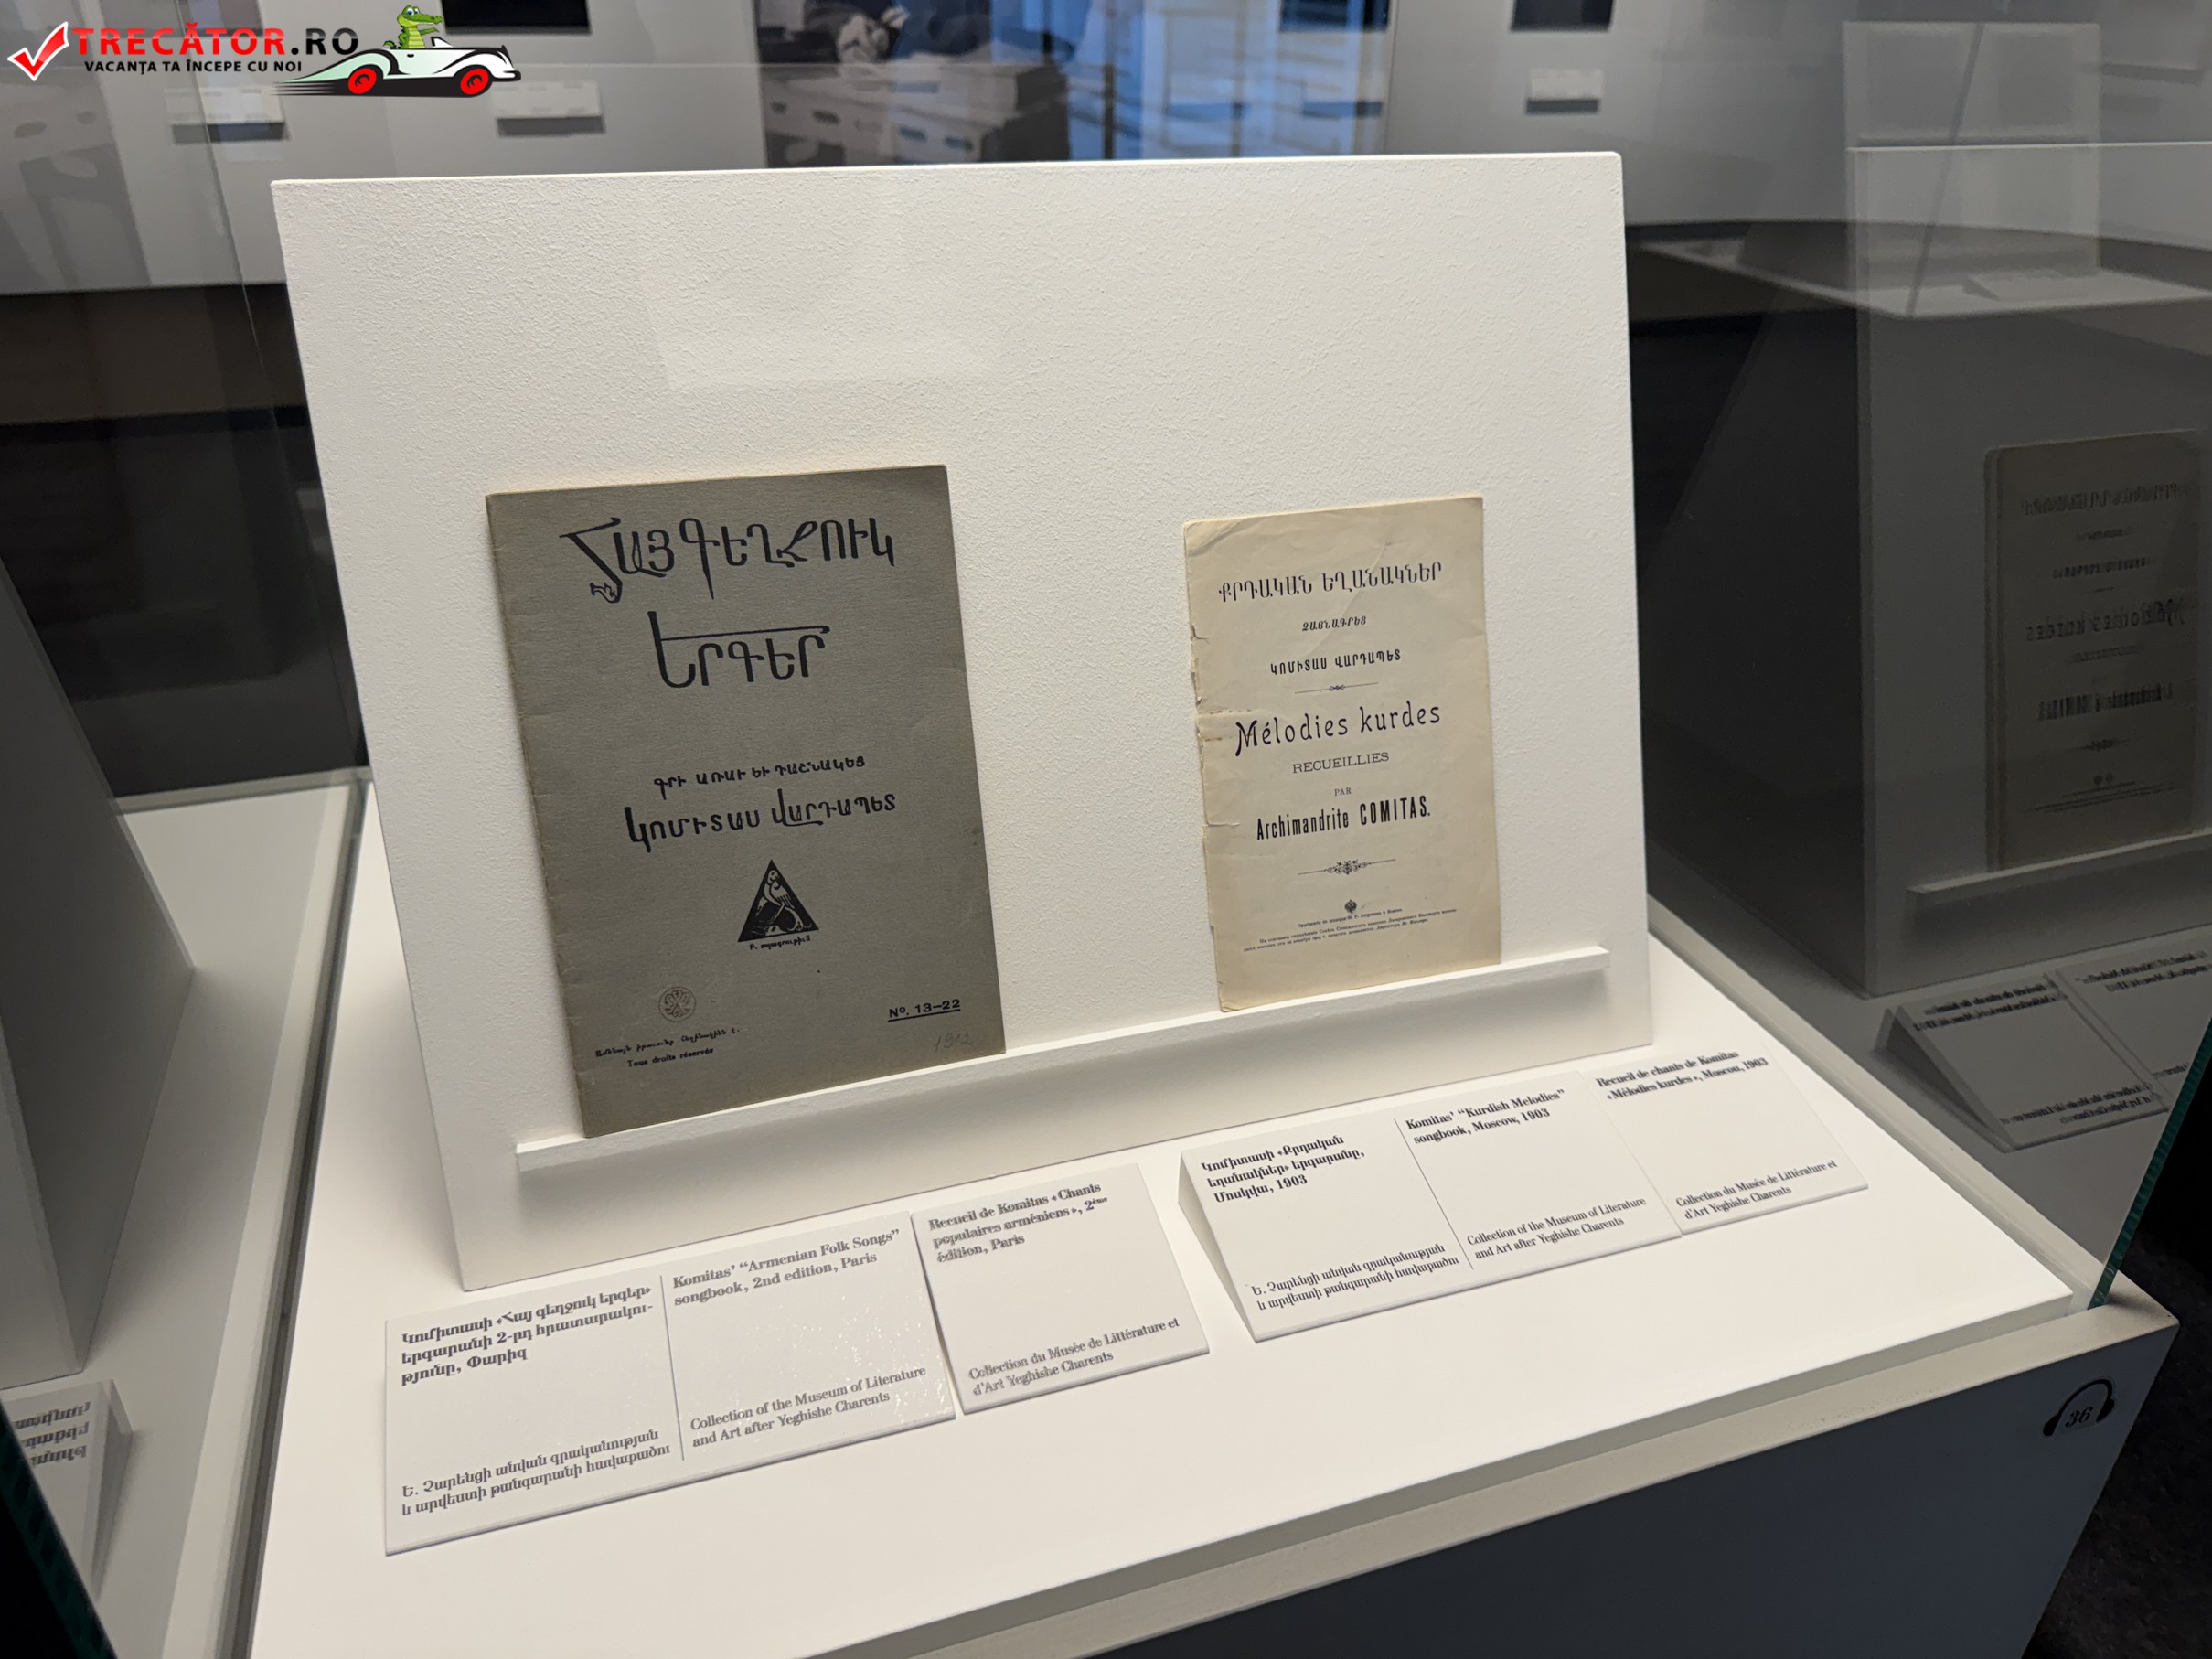 TRECĂTOR.RO
VACANȚA TA ÎNCEPE CU NOI
ՀԱՅ ԳԵՂՋՈՒԿ
ԵՐԳԵՐ
ԳՐԻ ԱՌԱՒ ԵՒ ԴԱՇՆԱԿԵՑ
ԿՈՄԻՏԱՍ ՎԱՐԴԱՊԵՏ
Բ. տպագրութիւն
Tous droits réservés
Nº. 13–22
1912
ՔՐԴԱԿԱՆ ԵՂԱՆԱԿՆԵՐ
ՁԱՅՆԱԳՐԵՑ
ԿՈՄԻՏԱՍ ՎԱՐԴԱՊԵՏ
Mélodies kurdes
RECUEILLIES
PAR
Archimandrite COMITAS.
Կոմիտասի «Հայ գեղջուկ երգեր»
երգարանի 2-րդ հրատարակու-
թյունը, Փարիզ
Ե. Չարենցի անվան գրականության
և արվեստի թանգարանի հավաքածու
Komitas’ “Armenian Folk Songs”
songbook, 2nd edition, Paris
Collection of the Museum of Literature
and Art after Yeghishe Charents
Recueil de Komitas « Chants
populaires arméniens », 2ème
édition, Paris
Collection du Musée de Littérature et
d’Art Yeghishe Charents
Կոմիտասի «Քրդական
եղանակներ» երգարանը,
Մոսկվա, 1903
Ե. Չարենցի անվան գրականության
և արվեստի թանգարանի հավաքածու
Komitas’ “Kurdish Melodies”
songbook, Moscow, 1903
Collection of the Museum of Literature
and Art after Yeghishe Charents
Recueil de chants de Komitas
« Mélodies kurdes », Moscou, 1903
Collection du Musée de Littérature et
d’Art Yeghishe Charents
36